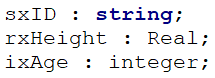 sxID : string;
rxHeight : Real;
ixAge : integer;